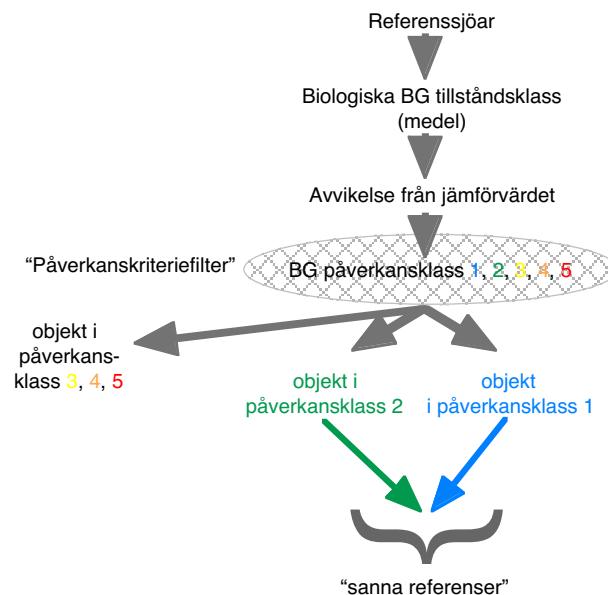 Referenssjöar
Biologiska BG tillståndsklass
(medel)
Avvikelse från jämförvärdet
“Påverkanskriteriefilter”
BG påverkansklass 1, 2, 3, 4, 5
objekt i
påverkans-
klass 3, 4, 5
objekt i
påverkansklass 2
objekt
i påverkansklass 1
“sanna referenser”